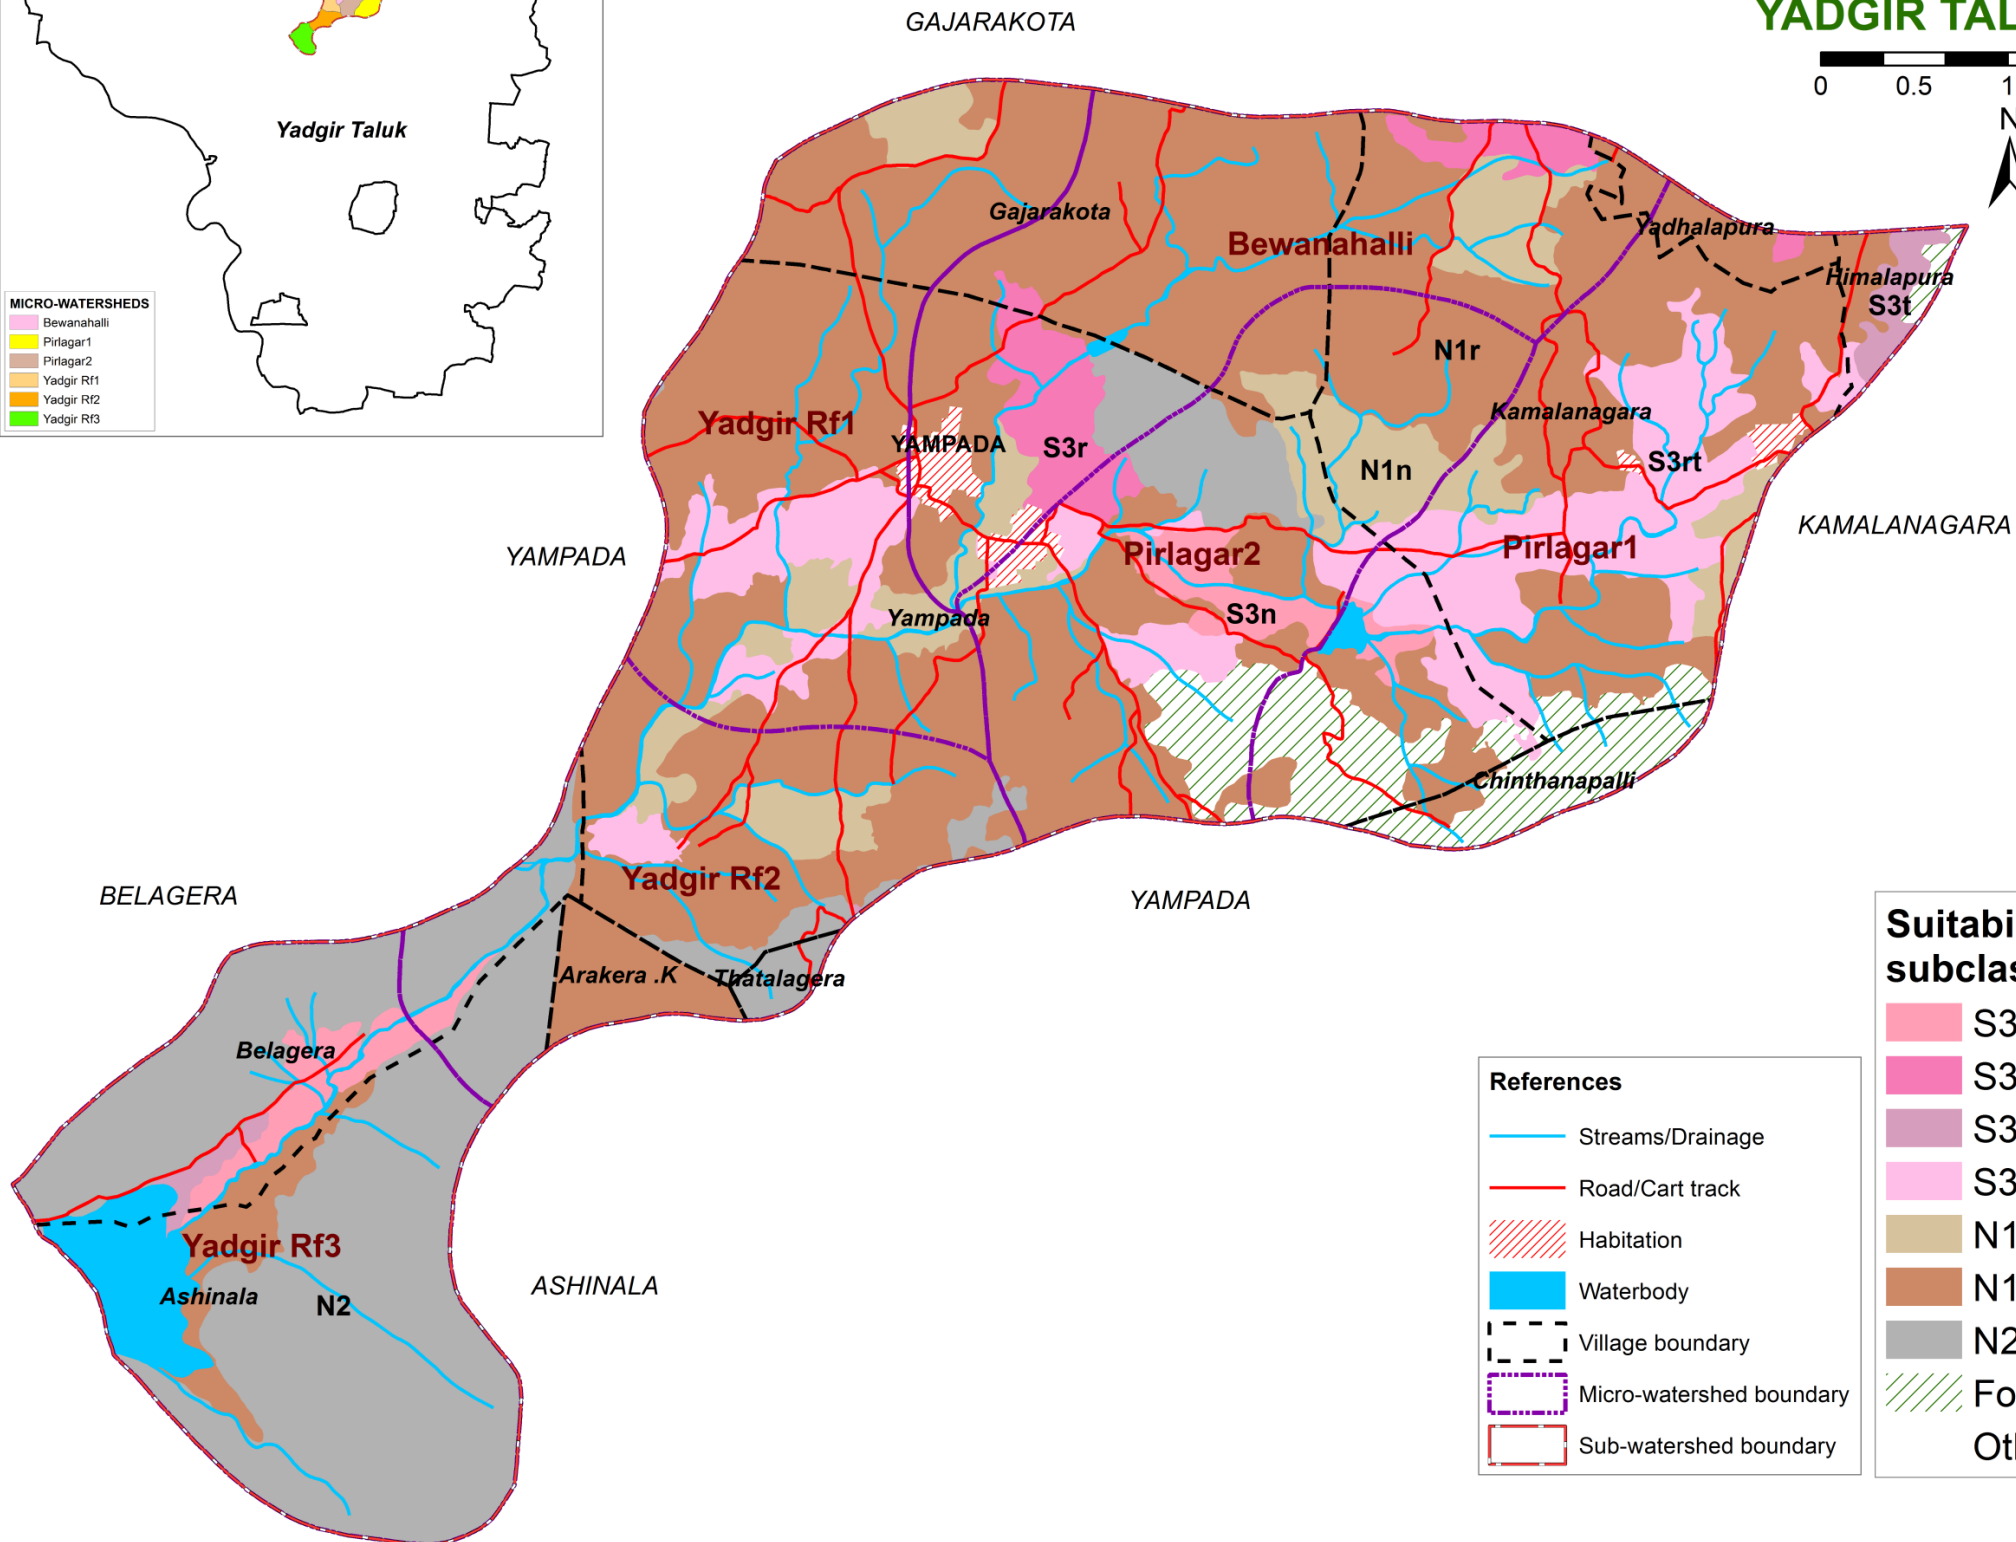 GAJARAKOTA
YADGIR TAL
0 0.5 1
N
Yadgir Taluk
MICRO-WATERSHEDS
Bewanahalli
Pirlagar1
Pirlagar2
Yadgir Rf1
Yadgir Rf2
Yadgir Rf3
Gajarakota
Bewanahalli
Yadhalapura
Himalapura
S3t
N1r
Kamalanagara
Yadgir Rf1
YAMPADA
S3r
N1n
S3rt
KAMALANAGARA
YAMPADA
Pirlagar2
Pirlagar1
Yampada
S3n
Chinthanapalli
Yadgir Rf2
BELAGERA
YAMPADA
Arakera .K
Thatalagera
Belagera
Yadgir Rf3
Ashinala
N2
ASHINALA
References
Streams/Drainage
Road/Cart track
Habitation
Waterbody
Village boundary
Micro-watershed boundary
Sub-watershed boundary
Suitabi
subclas
S3
S3
S3
S3
N1
N1
N2
Fo
Ot